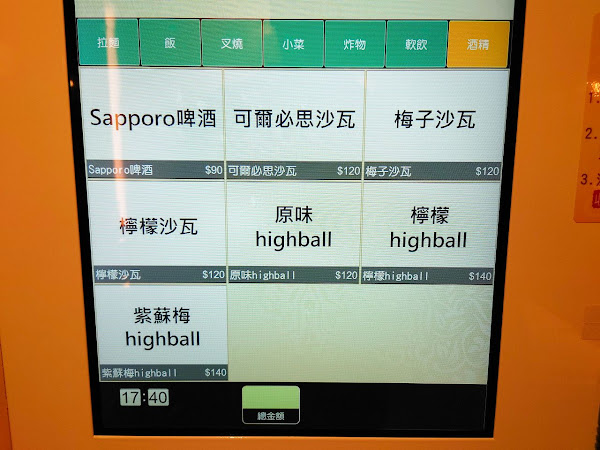 拉麵 飯 叉燒 小菜 炸物 軟飲 酒精
Sapporo啤酒 可爾必思沙瓦 梅子沙瓦
Sapporo啤酒 $90 可爾必思沙瓦 $120 梅子沙瓦 $120
檸檬沙瓦
原味
highball
檸檬
highball
檸檬沙瓦 $120 原味highball $120 檸檬highball $140
紫蘇梅
highball
紫蘇梅highball $140
17:40
總金額
1.
2.
3.